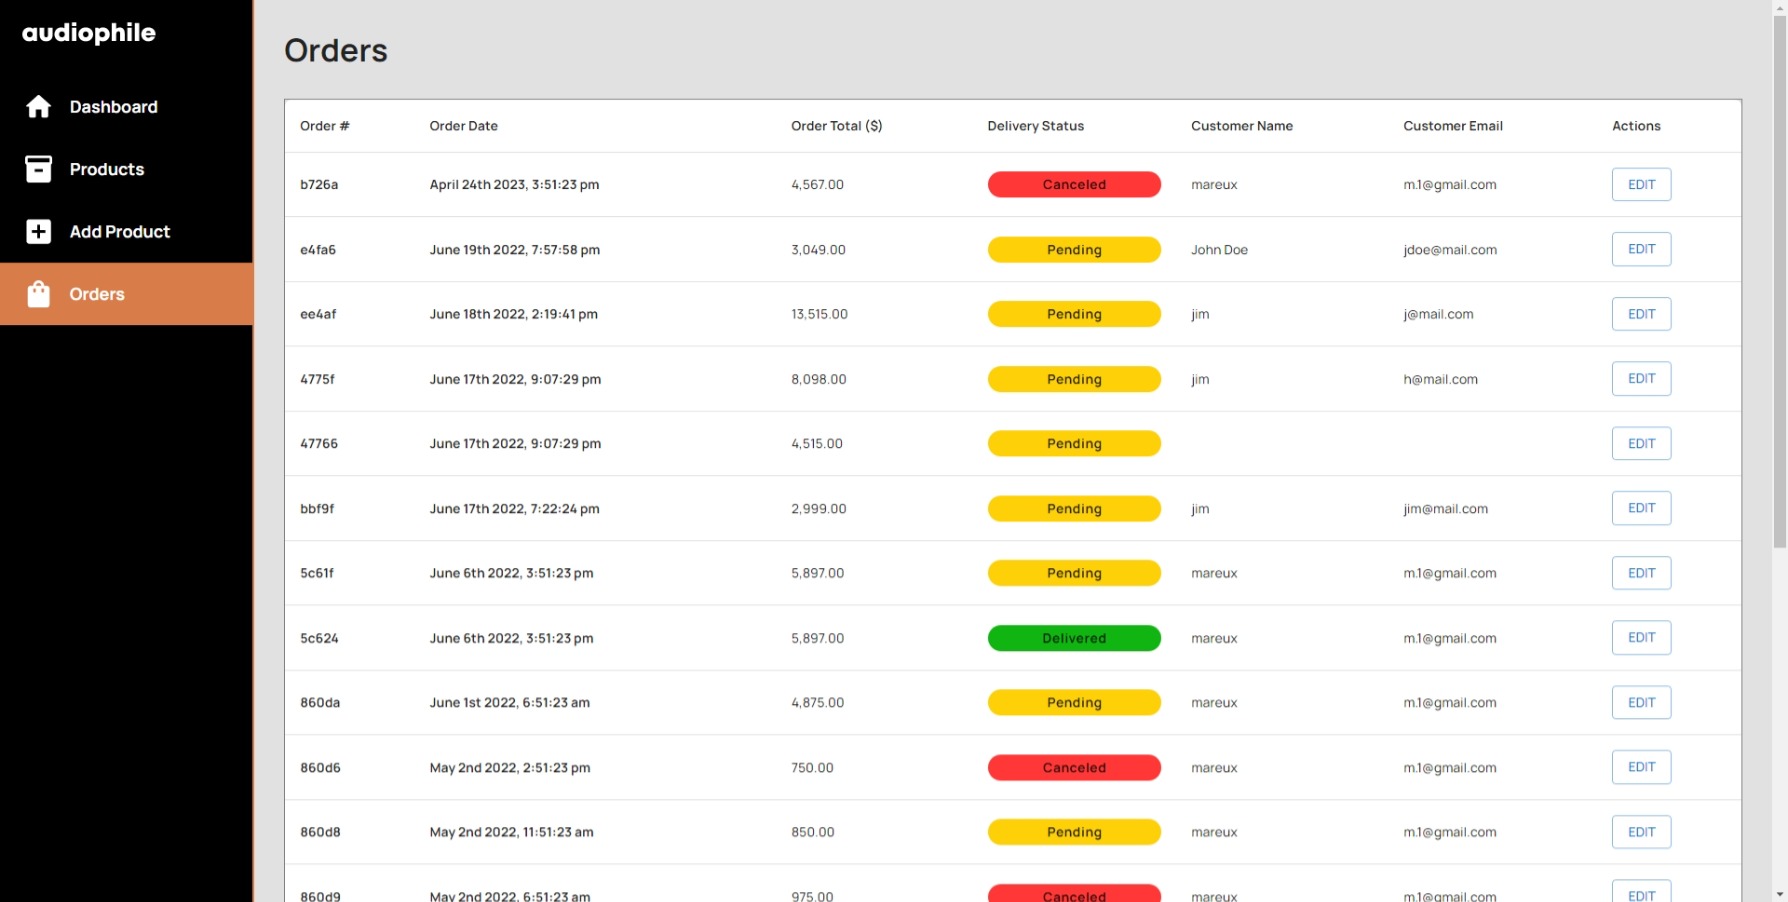 audiophile
Dashboard
Products
Add Product
Orders
Orders
Order # Order Date Order Total ($) Delivery Status Customer Name Customer Email Actions
b726a April 24th 2023, 3:51:23 pm 4,567.00 Canceled mareux m.1@gmail.com EDIT
e4fa6 June 19th 2022, 7:57:58 pm 3,049.00 Pending John Doe jdoe@mail.com EDIT
ee4af June 18th 2022, 2:19:41 pm 13,515.00 Pending jim j@mail.com EDIT
4775f June 17th 2022, 9:07:29 pm 8,098.00 Pending jim h@mail.com EDIT
47766 June 17th 2022, 9:07:29 pm 4,515.00 Pending EDIT
bbf9f June 17th 2022, 7:22:24 pm 2,999.00 Pending jim jim@mail.com EDIT
5c61f June 6th 2022, 3:51:23 pm 5,897.00 Pending mareux m.1@gmail.com EDIT
5c624 June 6th 2022, 3:51:23 pm 5,897.00 Delivered mareux m.1@gmail.com EDIT
860da June 1st 2022, 6:51:23 am 4,875.00 Pending mareux m.1@gmail.com EDIT
860d6 May 2nd 2022, 2:51:23 pm 750.00 Canceled mareux m.1@gmail.com EDIT
860d8 May 2nd 2022, 11:51:23 am 850.00 Pending mareux m.1@gmail.com EDIT
860d9 May 2nd 2022, 6:51:23 am 975.00 Canceled mareux m.1@gmail.com EDIT